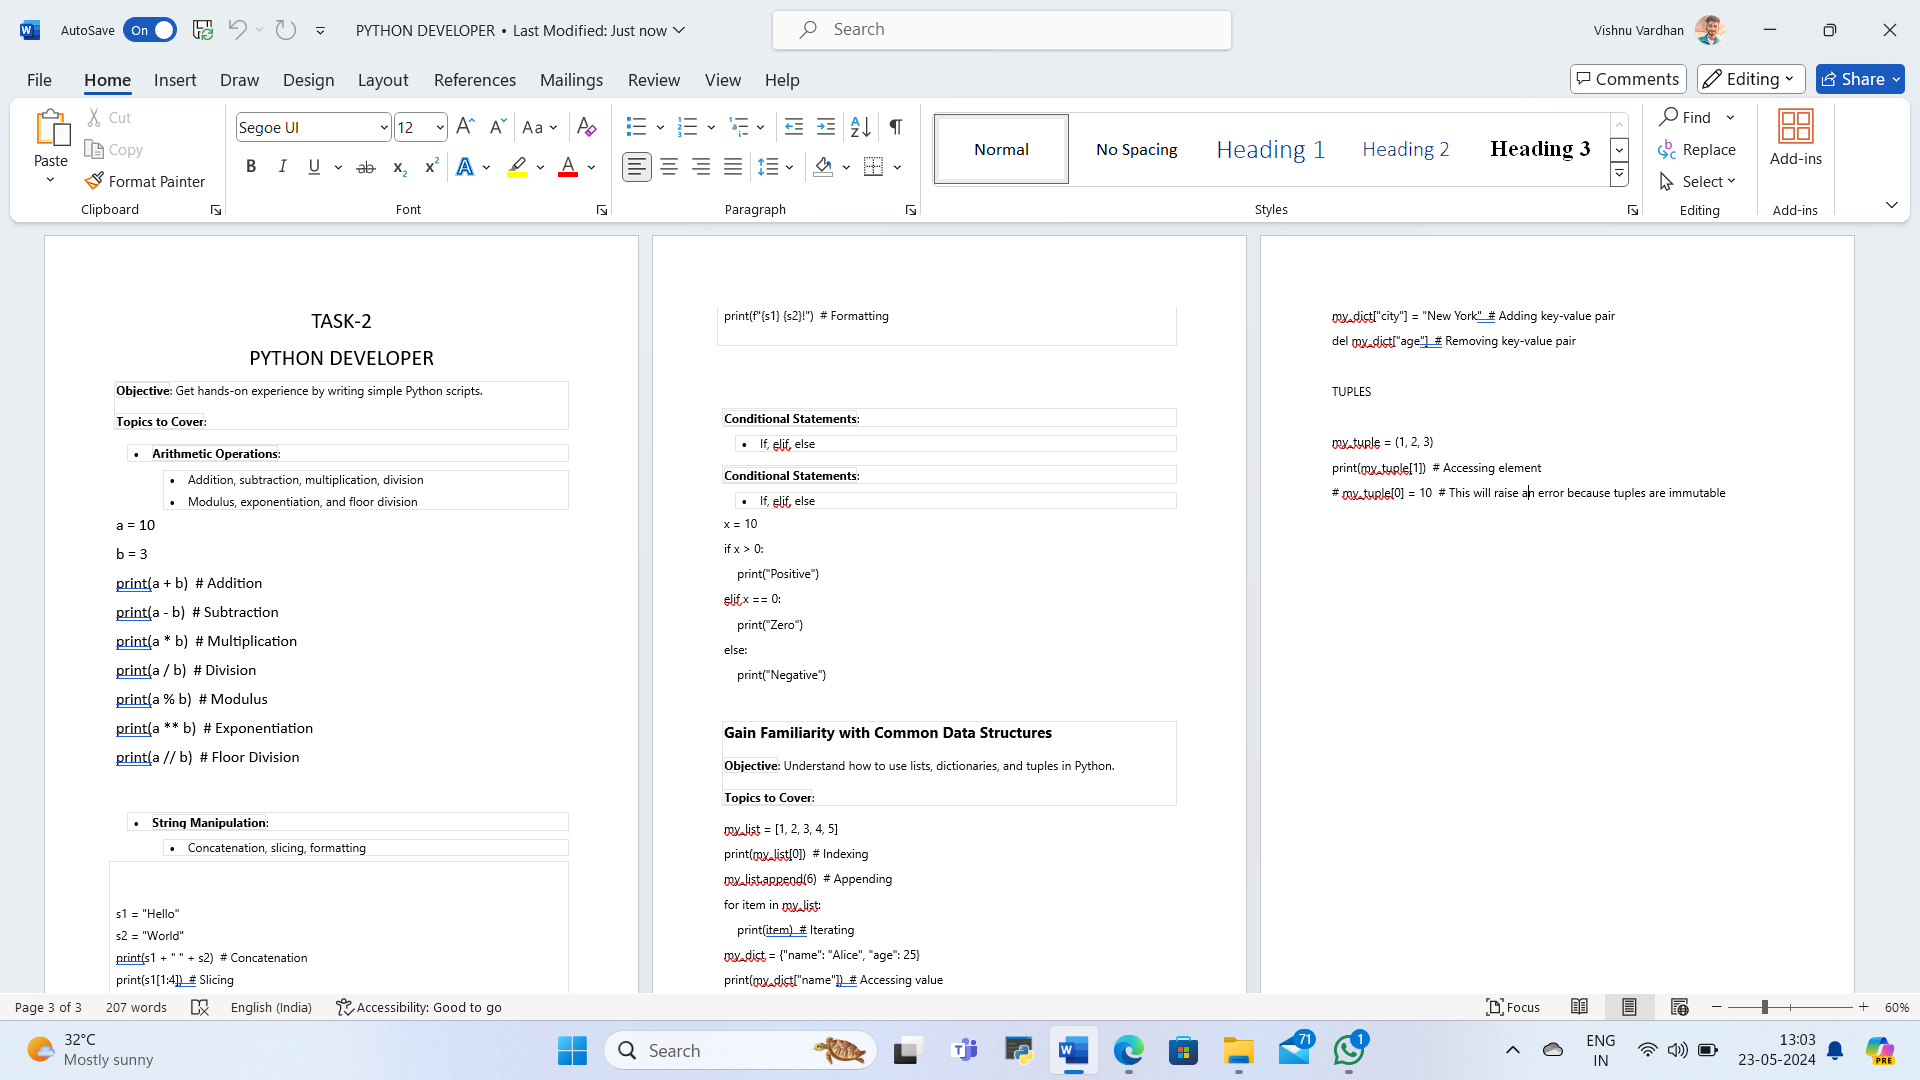 AutoSave On PYTHON DEVELOPER • Last Modified: Just now Search Vishnu Vardhan
File Home Insert Draw Design Layout References Mailings Review View Help Comments Editing Share
Paste
Cut
Copy
Format Painter
Clipboard
Segoe UI 12
Font
Paragraph
Normal No Spacing Heading 1 Heading 2 Heading 3
Styles
Find
Replace
Select
Editing
Add-ins
Add-ins
TASK-2
PYTHON DEVELOPER
Objective: Get hands-on experience by writing simple Python scripts.
Topics to Cover:
• Arithmetic Operations:
• Addition, subtraction, multiplication, division
• Modulus, exponentiation, and floor division
a = 10
b = 3
print(a + b)  # Addition
print(a - b)  # Subtraction
print(a * b)  # Multiplication
print(a / b)  # Division
print(a % b)  # Modulus
print(a ** b)  # Exponentiation
print(a // b)  # Floor Division
• String Manipulation:
• Concatenation, slicing, formatting
s1 = "Hello"
s2 = "World"
print(s1 + " " + s2)  # Concatenation
print(s1[1:4])  # Slicing
print(f"{s1} {s2}!")  # Formatting
Conditional Statements:
• If, elif, else
Conditional Statements:
• If, elif, else
x = 10
if x > 0:
print("Positive")
elif x == 0:
print("Zero")
else:
print("Negative")
Gain Familiarity with Common Data Structures
Objective: Understand how to use lists, dictionaries, and tuples in Python.
Topics to Cover:
my_list = [1, 2, 3, 4, 5]
print(my_list[0])  # Indexing
my_list.append(6)  # Appending
for item in my_list:
print(item)  # Iterating
my_dict = {"name": "Alice", "age": 25}
print(my_dict["name"])  # Accessing value
my_dict["city"] = "New York"  # Adding key-value pair
del my_dict["age"]  # Removing key-value pair
TUPLES
my_tuple = (1, 2, 3)
print(my_tuple[1])  # Accessing element
# my_tuple[0] = 10  # This will raise an error because tuples are immutable
Page 3 of 3 207 words English (India) Accessibility: Good to go Focus 60%
32°C
Mostly sunny
Search
71
1
ENG
IN
13:03
23-05-2024
PRE